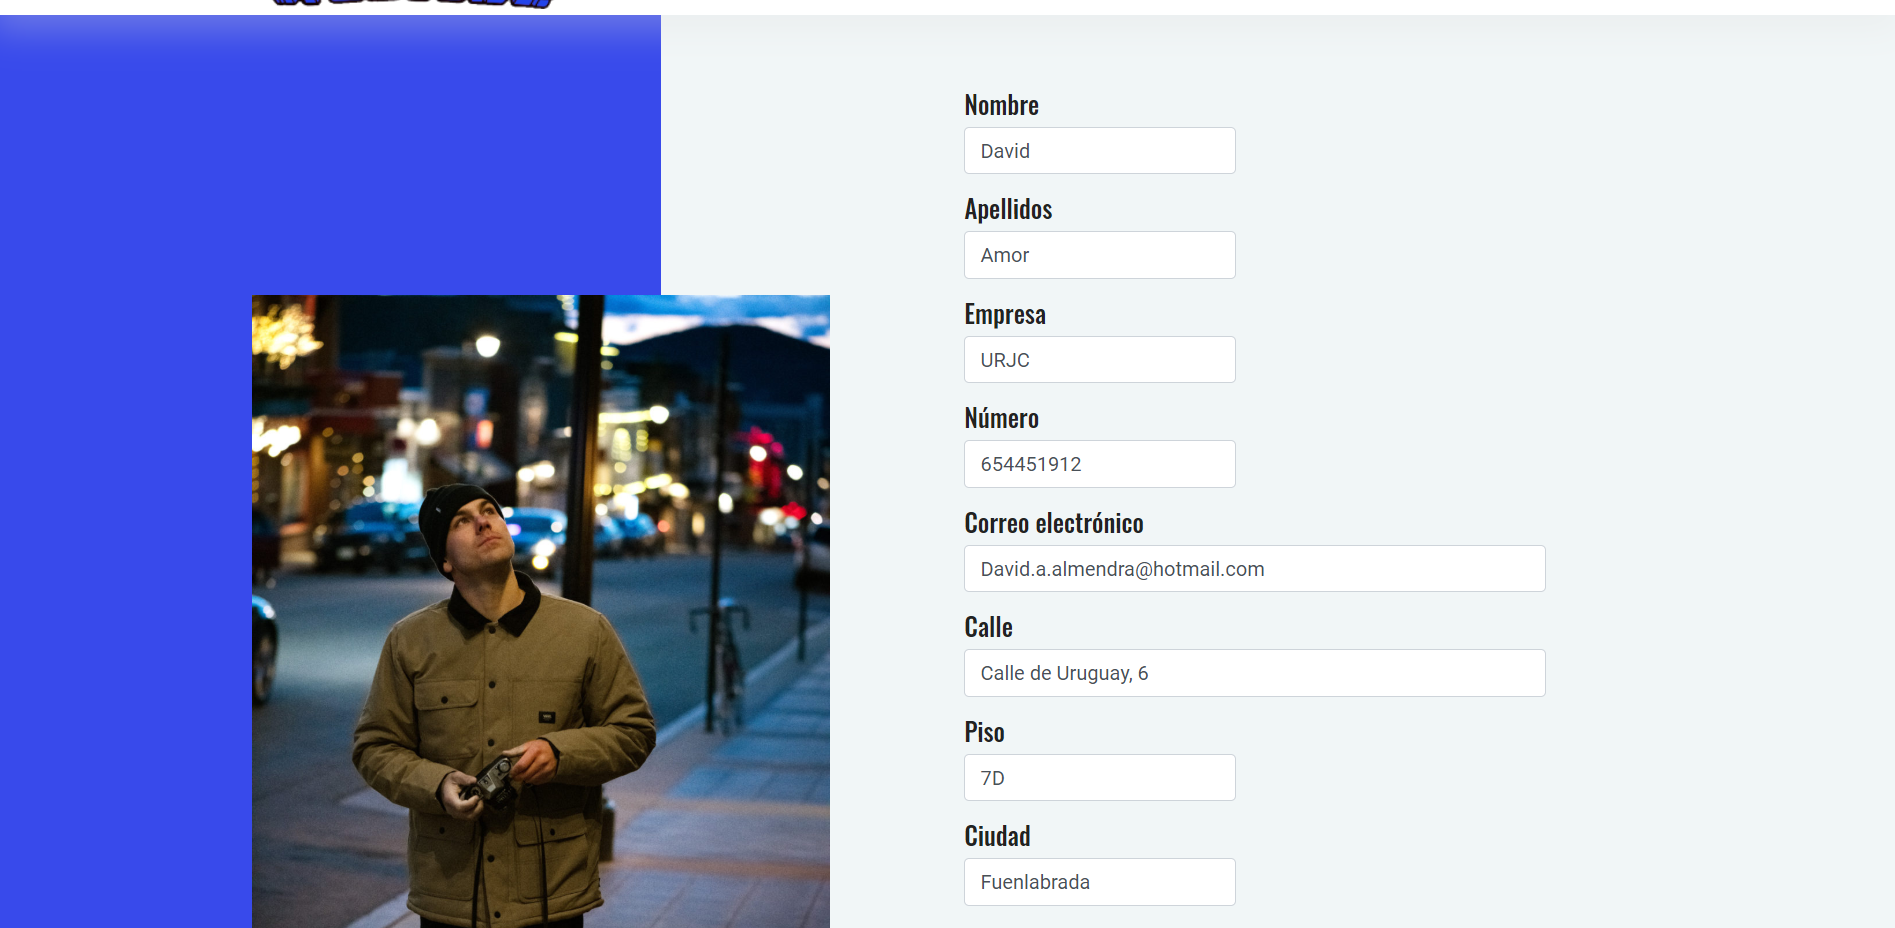 Nombre
David
Apellidos
Amor
Empresa
URJC
Número
654451912
Correo electrónico
David.a.almendra@hotmail.com
Calle
Calle de Uruguay, 6
Piso
7D
Ciudad
Fuenlabrada